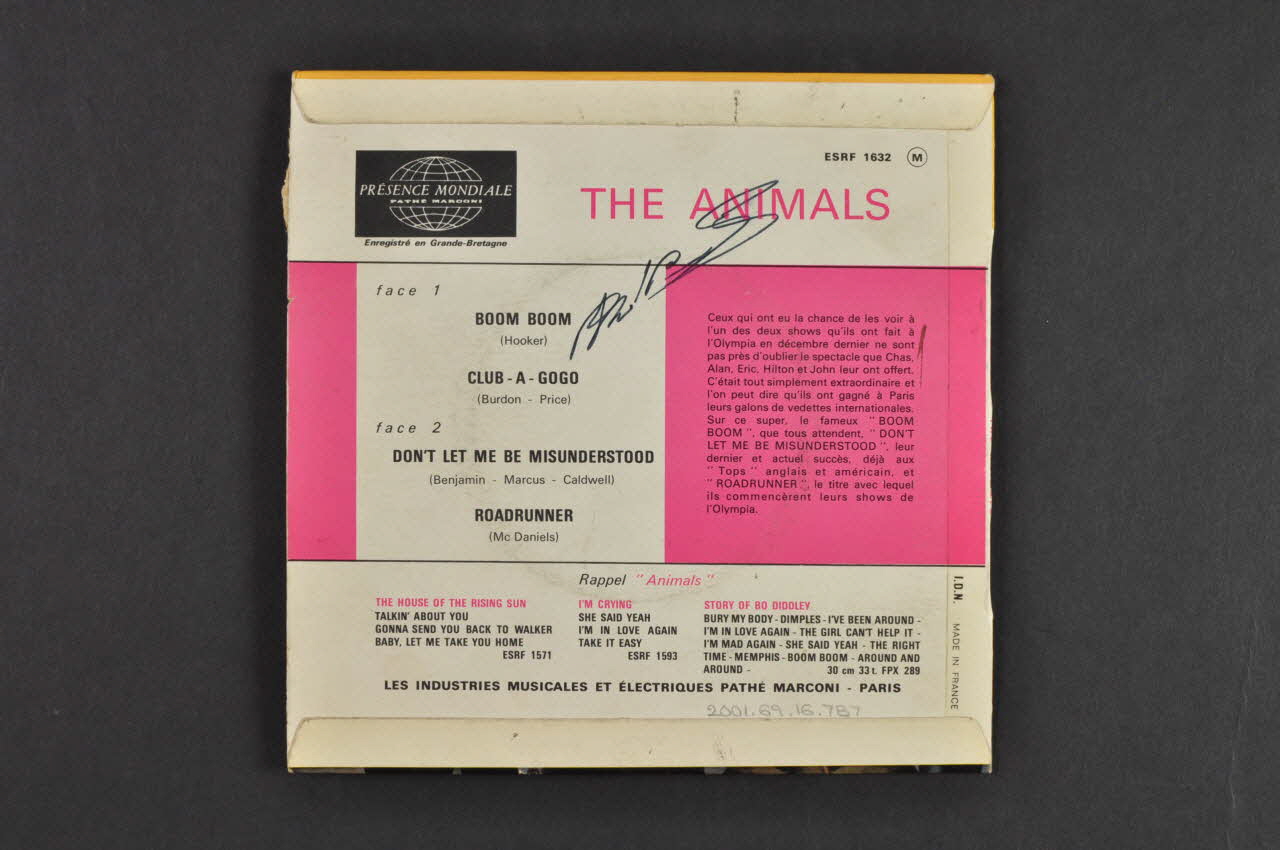 ESRF 1632 M
PRÉSENCE MONDIALE
PATHÉ MARCONI
Enregistré en Grande-Bretagne
THE ANIMALS
face 1
BOOM BOOM
(Hooker)
CLUB - A - GOGO
(Burdon - Price)
face 2
DON'T LET ME BE MISUNDERSTOOD
(Benjamin - Marcus - Caldwell)
ROADRUNNER
(Mc Daniels)
Ceux qui ont eu la chance de les voir à
l'un des deux shows qu'ils ont fait à
l'Olympia en décembre dernier ne sont
pas près d'oublier le spectacle que Chas,
Alan, Eric, Hilton et John leur ont offert.
C'était tout simplement extraordinaire et
l'on peut dire qu'ils ont gagné à Paris
leurs galons de vedettes internationales.
Sur ce super, le fameux "BOOM
BOOM", que tous attendent, "DON'T
LET ME BE MISUNDERSTOOD", leur
dernier et actuel succès, déjà aux
"Tops" anglais et américain, et
"ROADRUNNER", le titre avec lequel
ils commencèrent leurs shows de
l'Olympia.
Rappel "Animals"
THE HOUSE OF THE RISING SUN
TALKIN' ABOUT YOU
GONNA SEND YOU BACK TO WALKER
BABY, LET ME TAKE YOU HOME
ESRF 1571
I'M CRYING
SHE SAID YEAH
I'M IN LOVE AGAIN
TAKE IT EASY
ESRF 1593
STORY OF BO DIDDLEY
BURY MY BODY - DIMPLES - I'VE BEEN AROUND -
I'M IN LOVE AGAIN - THE GIRL CAN'T HELP IT -
I'M MAD AGAIN - SHE SAID YEAH - THE RIGHT
TIME - MEMPHIS - BOOM BOOM - AROUND AND
AROUND - 30 cm 33 t. FPX 289
LES INDUSTRIES MUSICALES ET ÉLECTRIQUES PATHÉ MARCONI - PARIS
I.D.N. MADE IN FRANCE
2001.69.16.787